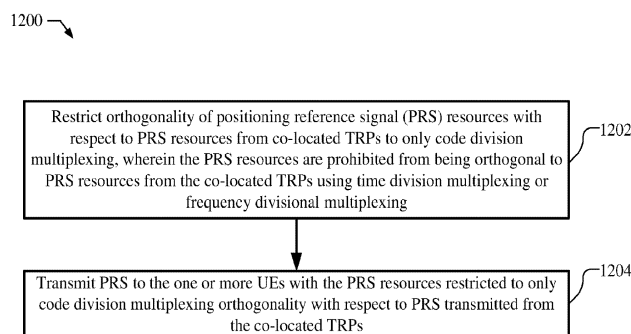 1200
Restrict orthogonality of positioning reference signal (PRS) resources with
respect to PRS resources from co-located TRPs to only code division
multiplexing, wherein the PRS resources are prohibited from being orthogonal to
PRS resources from the co-located TRPs using time division multiplexing or
frequency divisional multiplexing
1202
Transmit PRS to the one or more UEs with the PRS resources restricted to only
code division multiplexing orthogonality with respect to PRS transmitted from
the co-located TRPs
1204